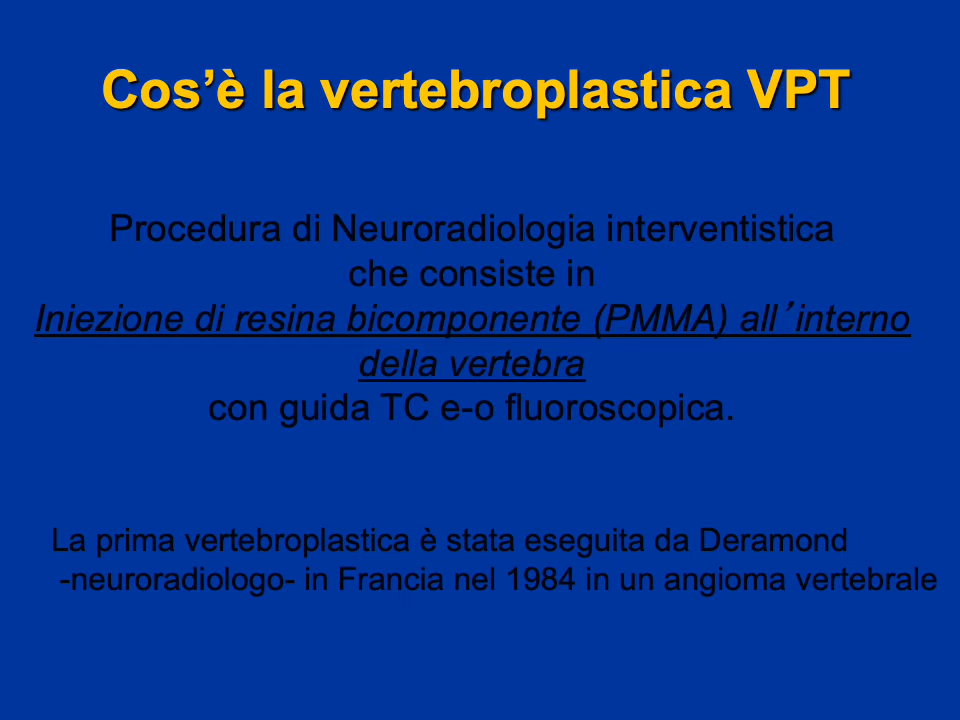 Cos’è la vertebroplastica VPT
Procedura di Neuroradiologia interventistica
che consiste in
Iniezione di resina bicomponente (PMMA) all’interno
della vertebra
con guida TC e-o fluoroscopica.
La prima vertebroplastica è stata eseguita da Deramond
-neuroradiologo- in Francia nel 1984 in un angioma vertebrale